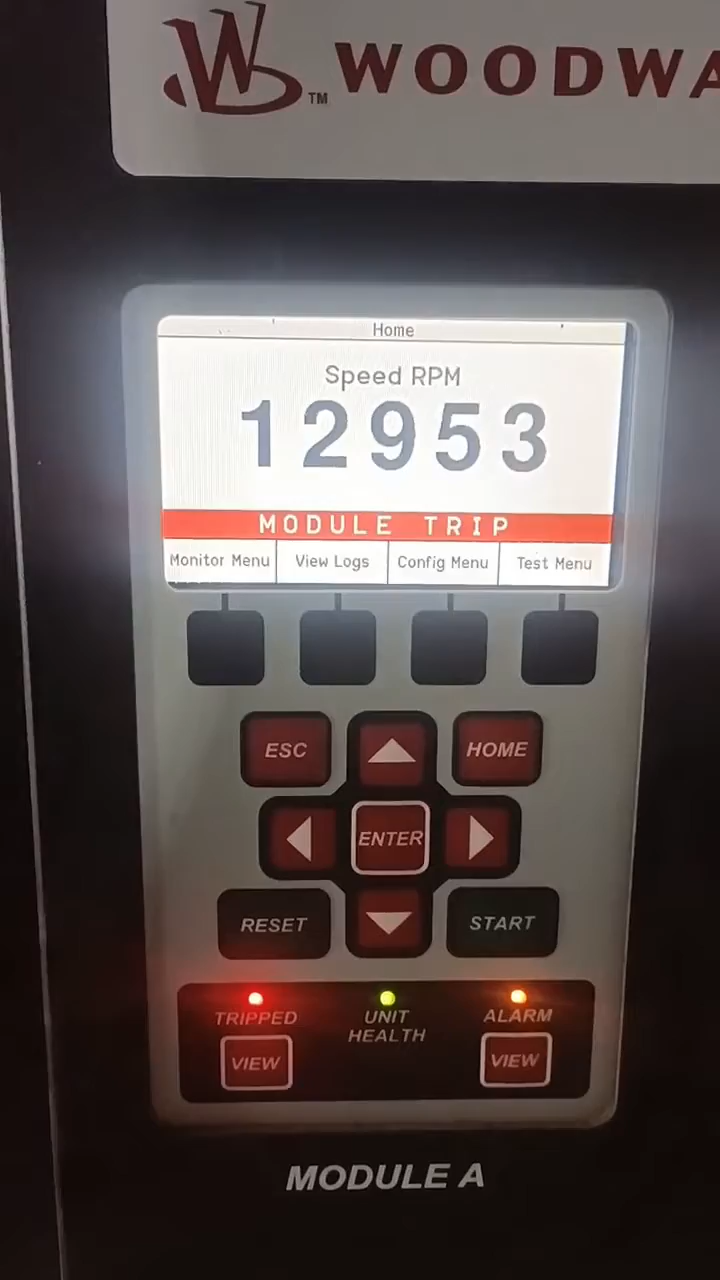 TM WOODWA
Home
Speed RPM
12953
MODULE TRIP
Monitor Menu View Logs Config Menu Test Menu
ESC HOME
ENTER
RESET START
TRIPPED UNIT HEALTH ALARM
VIEW VIEW
MODULE A